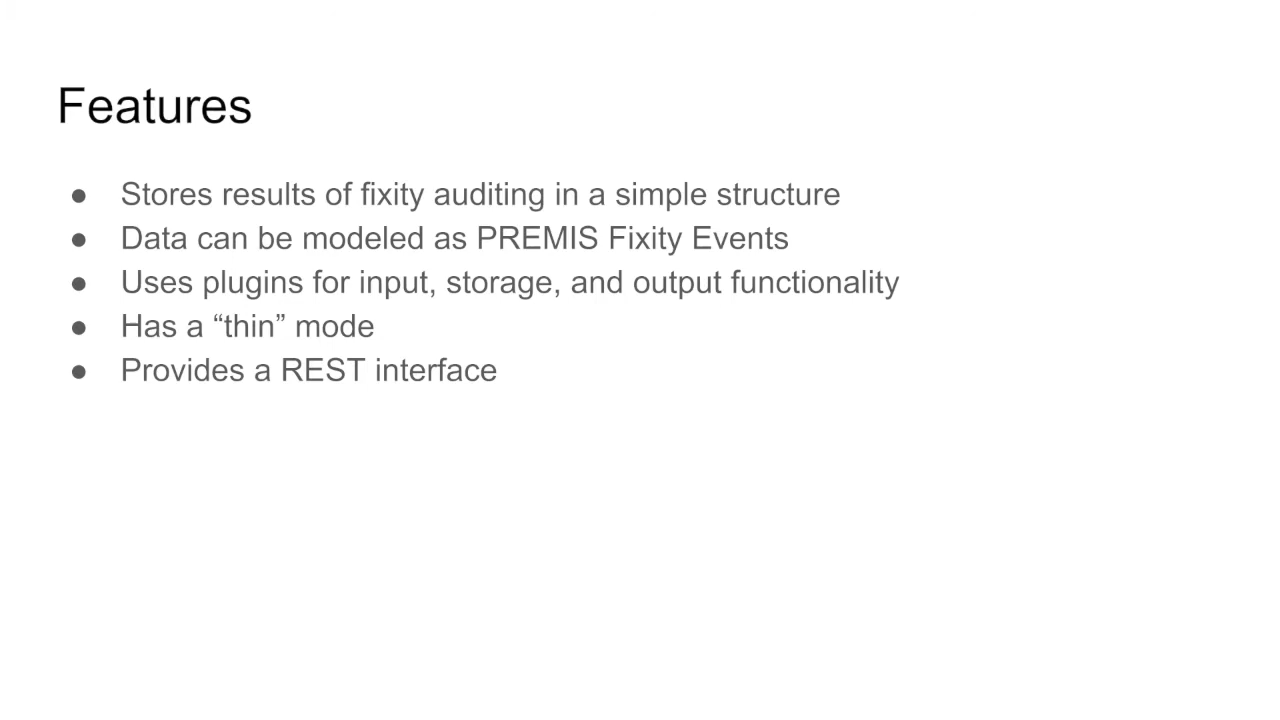 Features
● Stores results of fixity auditing in a simple structure
● Data can be modeled as PREMIS Fixity Events
● Uses plugins for input, storage, and output functionality
● Has a “thin” mode
● Provides a REST interface